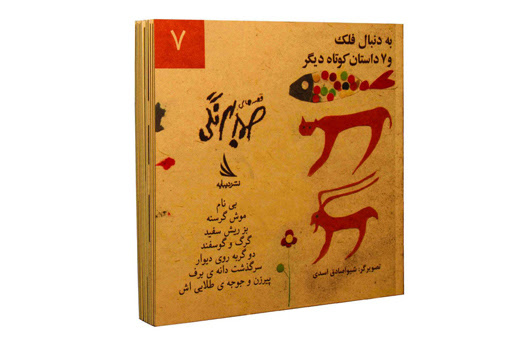 ۷
به دنبال فلک
و ۷ داستان کوتاه دیگر
قصه‌های
صمد بهرنگی
نشر دیبایه
بی نام
موش گرسنه
بز ریش سفید
گرگ و گوسفند
دو گربه روی دیوار
سرگذشت دانه ی برف
پیرزن و جوجه ی طلایی اش
تصویرگر: شیوا صادق اسدی